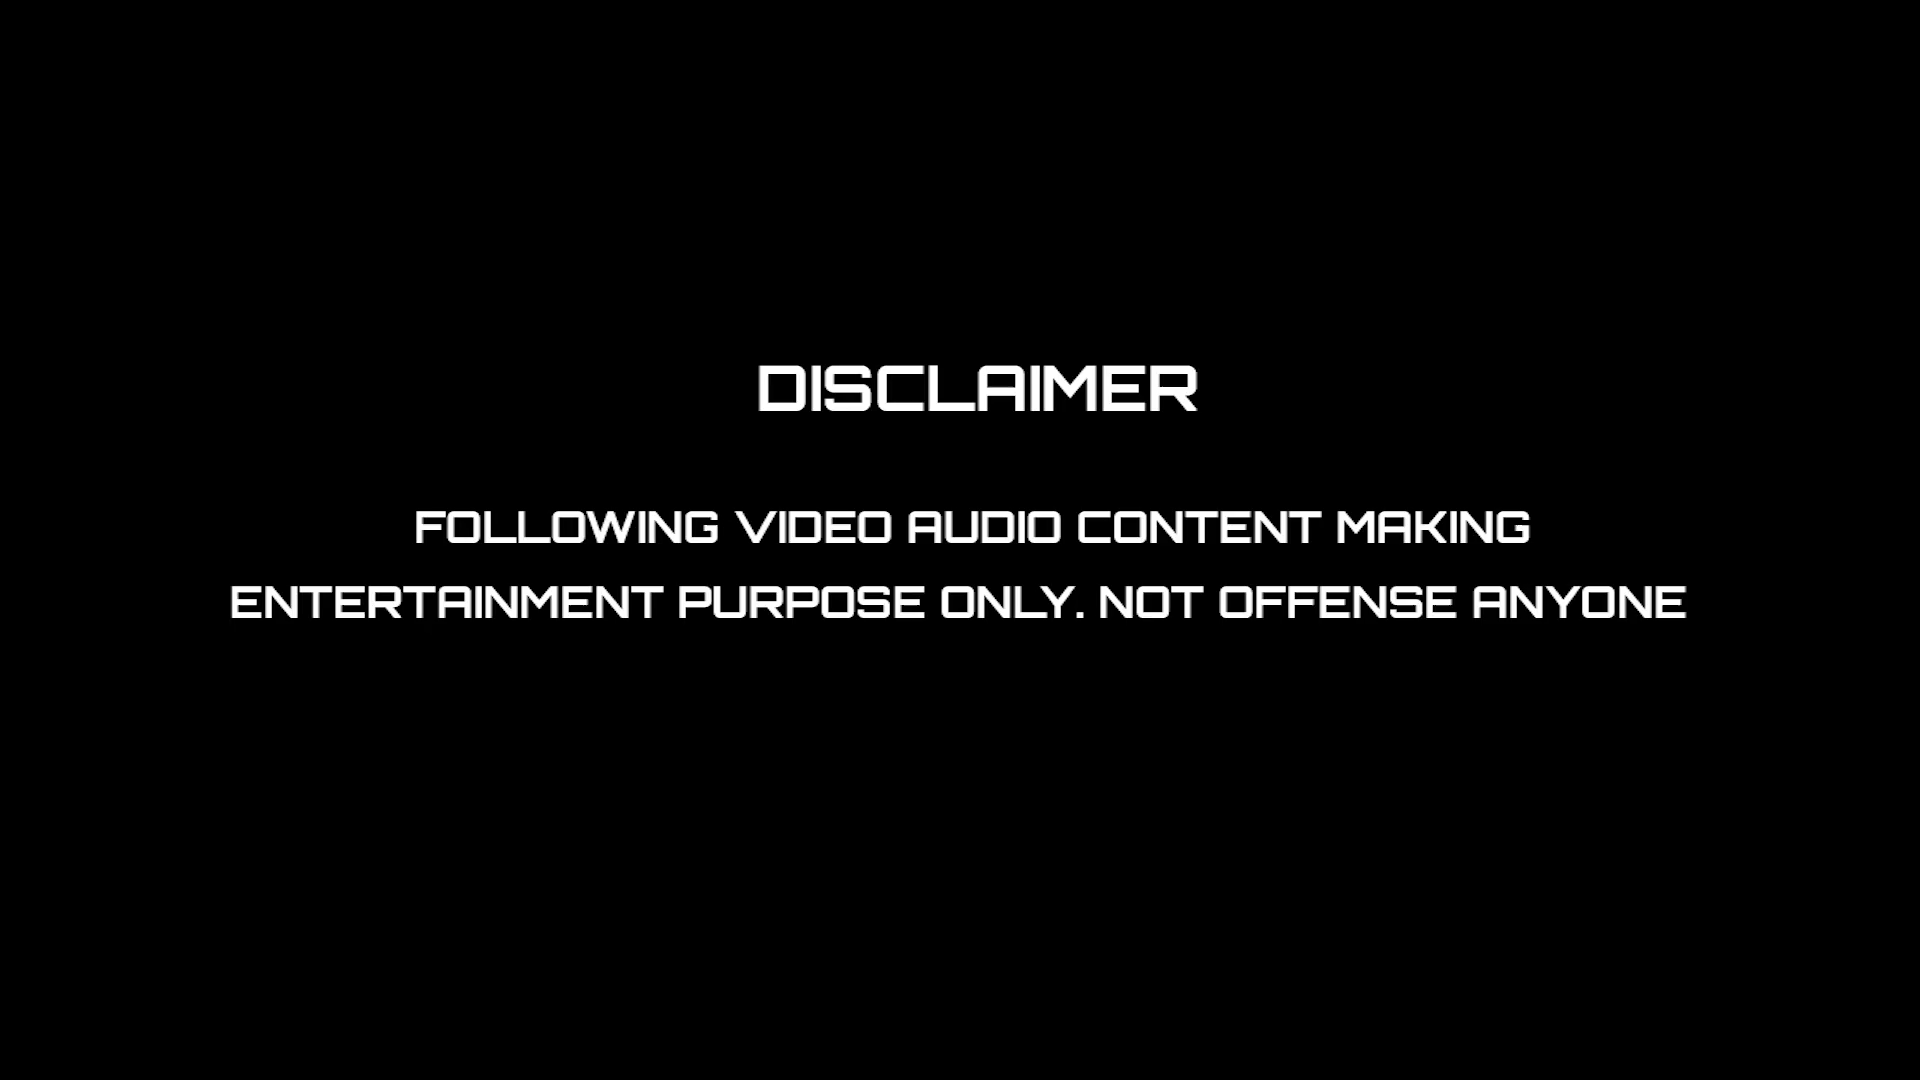 DISCLAIMER
FOLLOWING VIDEO AUDIO CONTENT MAKING
ENTERTAINMENT PURPOSE ONLY. NOT OFFENSE ANYONE